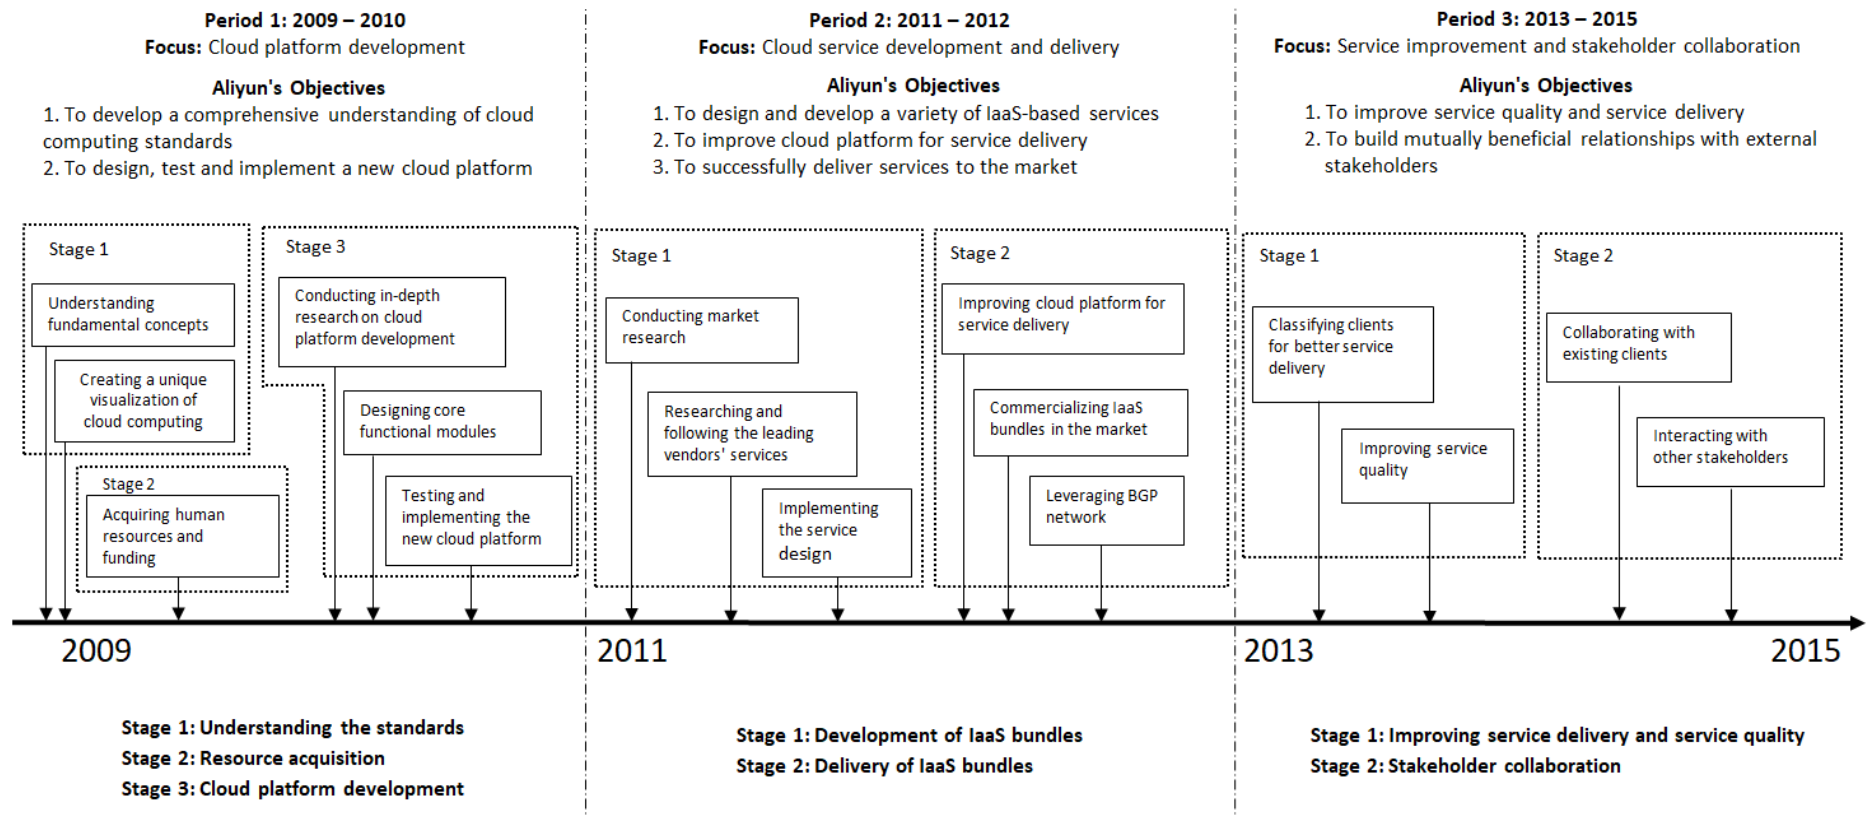 Period 1: 2009 – 2010
Focus: Cloud platform development
Aliyun's Objectives
1. To develop a comprehensive understanding of cloud
computing standards
2. To design, test and implement a new cloud platform
Stage 1
Understanding
fundamental concepts
Creating a unique
visualization of
cloud computing
Stage 2
Acquiring human
resources and
funding
Stage 3
Conducting in-depth
research on cloud
platform development
Designing core
functional modules
Testing and
implementing the
new cloud platform
2009
Stage 1: Understanding the standards
Stage 2: Resource acquisition
Stage 3: Cloud platform development
Period 2: 2011 – 2012
Focus: Cloud service development and delivery
Aliyun's Objectives
1. To design and develop a variety of IaaS-based services
2. To improve cloud platform for service delivery
3. To successfully deliver services to the market
Stage 1
Conducting market
research
Researching and
following the leading
vendors' services
Implementing
the service
design
Stage 2
Improving cloud platform for
service delivery
Commercializing IaaS
bundles in the market
Leveraging BGP
network
2011
Stage 1: Development of IaaS bundles
Stage 2: Delivery of IaaS bundles
Period 3: 2013 – 2015
Focus: Service improvement and stakeholder collaboration
Aliyun's Objectives
1. To improve service quality and service delivery
2. To build mutually beneficial relationships with external
stakeholders
Stage 1
Classifying clients
for better service
delivery
Improving service
quality
Stage 2
Collaborating with
existing clients
Interacting with
other stakeholders
2013
2015
Stage 1: Improving service delivery and service quality
Stage 2: Stakeholder collaboration